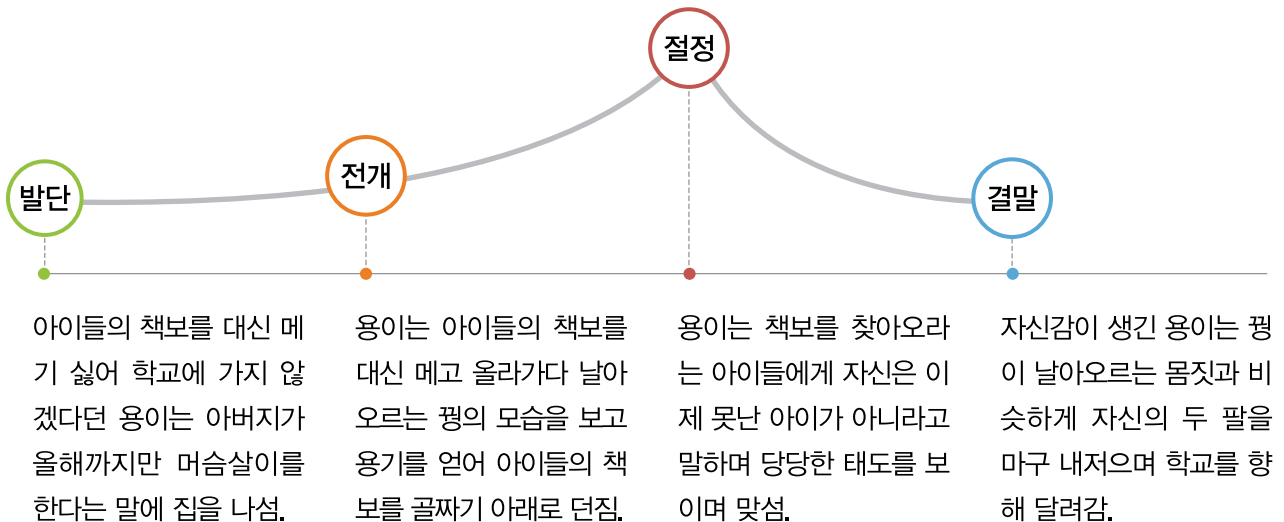 발단
아이들의 책보를 대신 메
기 싫어 학교에 가지 않
겠다던 용이는 아버지가
올해까지만 머슴살이를
한다는 말에 집을 나섬.
전개
용이는 아이들의 책보를
대신 메고 올라가다 날아
오르는 꿩의 모습을 보고
용기를 얻어 아이들의 책
보를 골짜기 아래로 던짐.
절정
용이는 책보를 찾아오라
는 아이들에게 자신은 이
제 못난 아이가 아니라고
말하며 당당한 태도를 보
이며 맞섬.
결말
자신감이 생긴 용이는 꿩
이 날아오르는 몸짓과 비
슷하게 자신의 두 팔을
마구 내저으며 학교를 향
해 달려감.